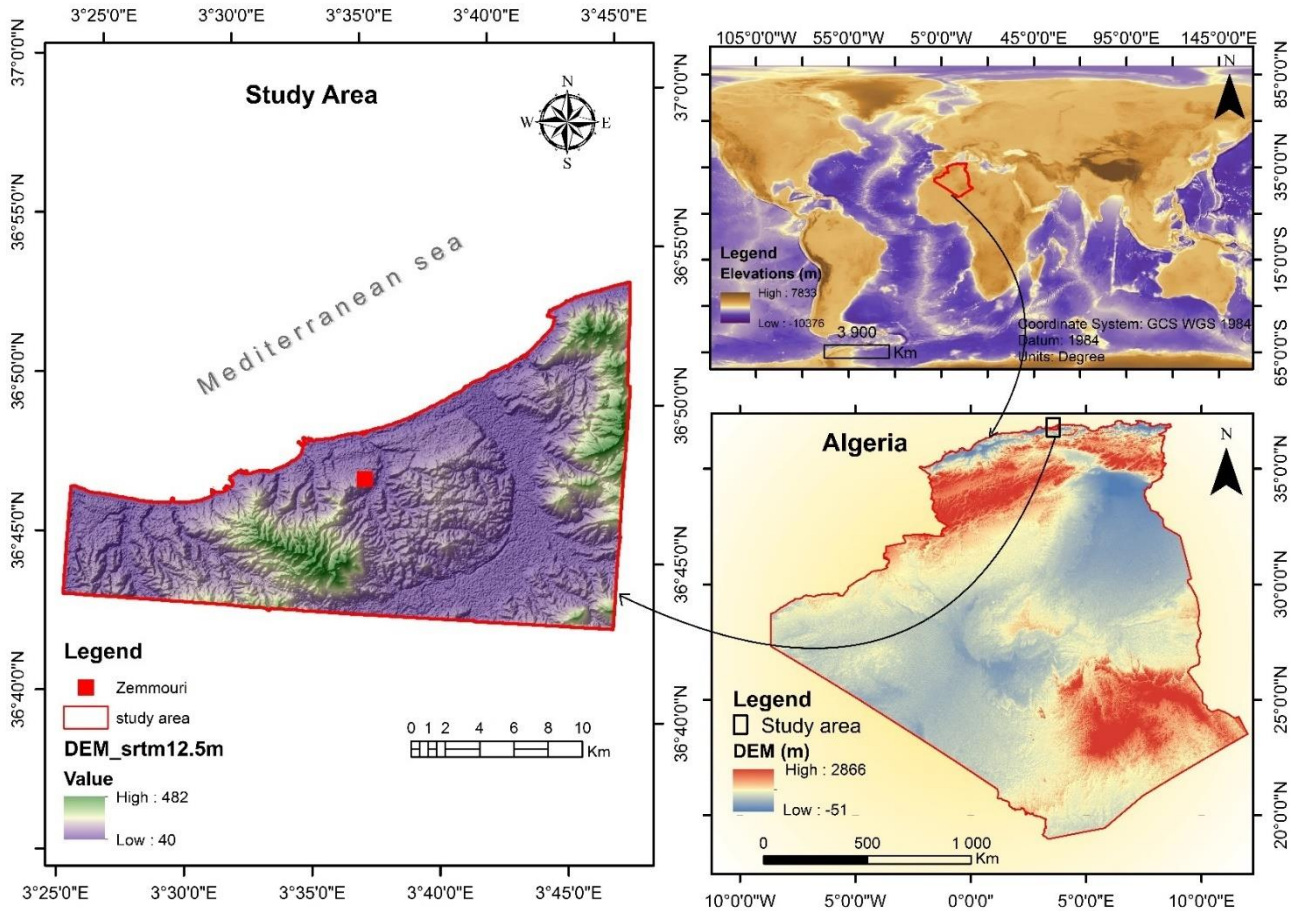 3°25'0"E 3°30'0"E 3°35'0"E 3°40'0"E 3°45'0"E
37°0'0"N
36°55'0"N
36°50'0"N
36°45'0"N
36°40'0"N
Study Area
N
W E
S
Mediterranean sea
Legend
Zemmouri
study area
DEM_srtm12.5m
Value
High : 482
Low : 40
0 1 2 4 6 8 10
Km
3°25'0"E 3°30'0"E 3°35'0"E 3°40'0"E 3°45'0"E
37°0'0"N
36°55'0"N
36°50'0"N
36°45'0"N
36°40'0"N
105°0'0"W 55°0'0"W 5°0'0"W 45°0'0"E 95°0'0"E 145°0'0"E
N
85°0'0"N
35°0'0"N
15°0'0"S
65°0'0"S
Legend
Elevations (m)
High : 7833
Low : -10376
3 900
Km
Coordinate System: GCS WGS 1984
Datum: 1984
Units: Degree
Algeria
N
35°0'0"N
30°0'0"N
25°0'0"N
20°0'0"N
Legend
Study area
DEM (m)
High : 2866
Low : -51
0 500 1 000
Km
10°0'0"W 5°0'0"W 0°0'0" 5°0'0"E 10°0'0"E